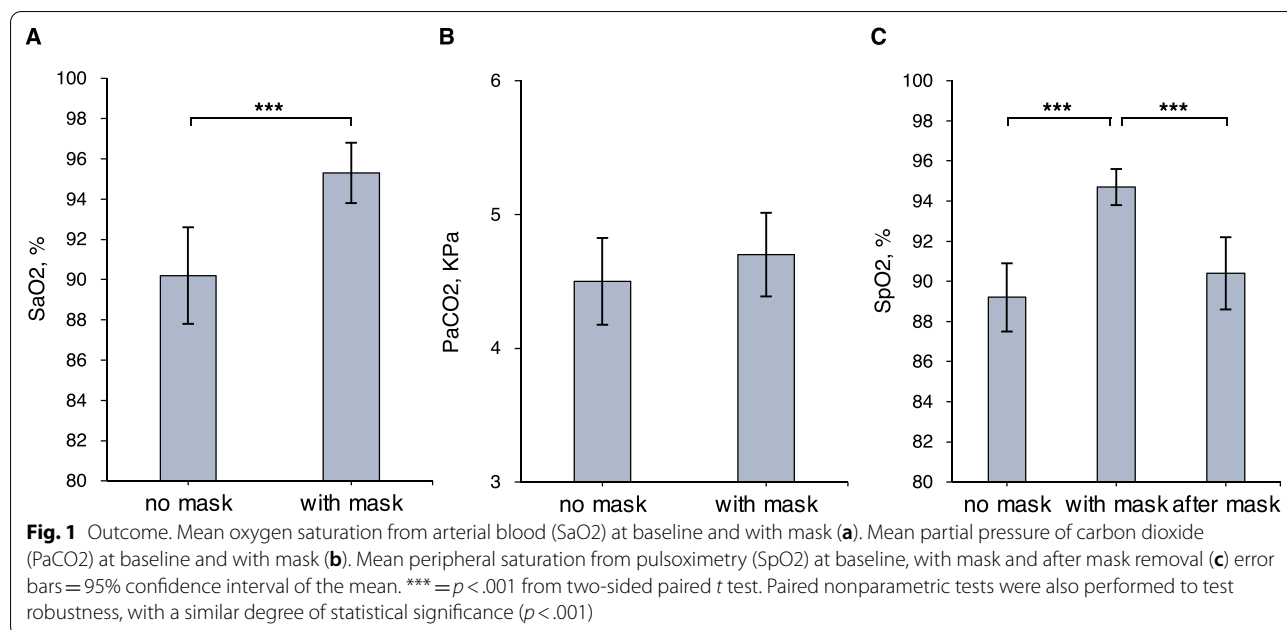 A
B
C
SaO2, %
100
98
96
94
92
90
88
86
84
82
80
***
no mask
with mask
PaCO2, KPa
6
5
4
3
no mask
with mask
SpO2, %
100
98
96
94
92
90
88
86
84
82
80
***
***
no mask
with mask
after mask
Fig. 1 Outcome. Mean oxygen saturation from arterial blood (SaO2) at baseline and with mask (a). Mean partial pressure of carbon dioxide
(PaCO2) at baseline and with mask (b). Mean peripheral saturation from pulsoximetry (SpO2) at baseline, with mask and after mask removal (c) error
bars = 95% confidence interval of the mean. *** = p < .001 from two-sided paired t test. Paired nonparametric tests were also performed to test
robustness, with a similar degree of statistical significance (p < .001)